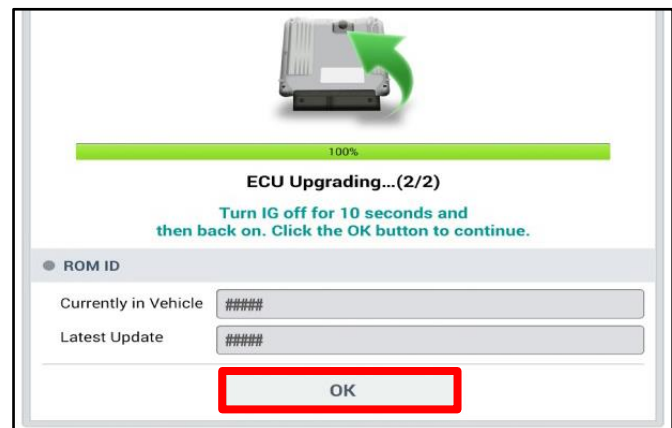 100%
ECU Upgrading...(2/2)
Turn IG off for 10 seconds and
then back on. Click the OK button to continue.
ROM ID
Currently in Vehicle #####
Latest Update #####
OK